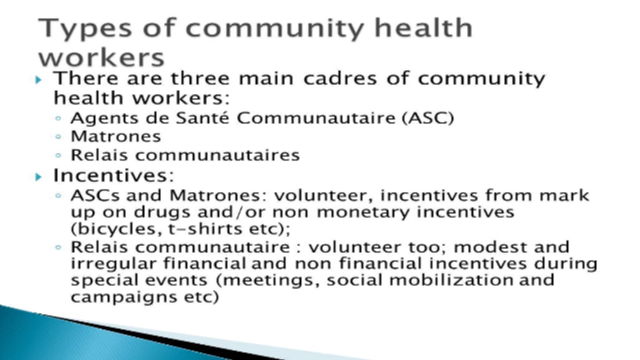 Types of community health
workers
There are three main cadres of community
health workers:
Agents de Santé Communautaire (ASC)
Matrones
Relais communautaires
Incentives:
ASCs and Matrones: volunteer, incentives from mark
up on drugs and/or non monetary incentives
(bicycles, t-shirts etc);
Relais communautaire : volunteer too; modest and
irregular financial and non financial incentives during
special events (meetings, social mobilization and
campaigns etc)